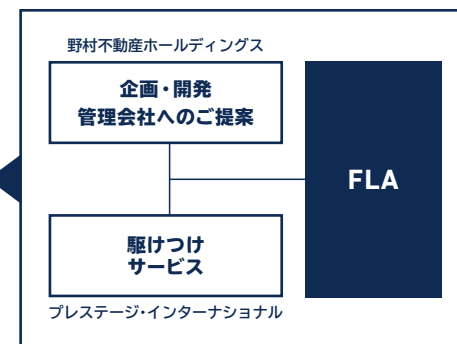 野村不動産ホールディングス
企画・開発
管理会社へのご提案
FLA
駆けつけ
サービス
プレステージ・インターナショナル